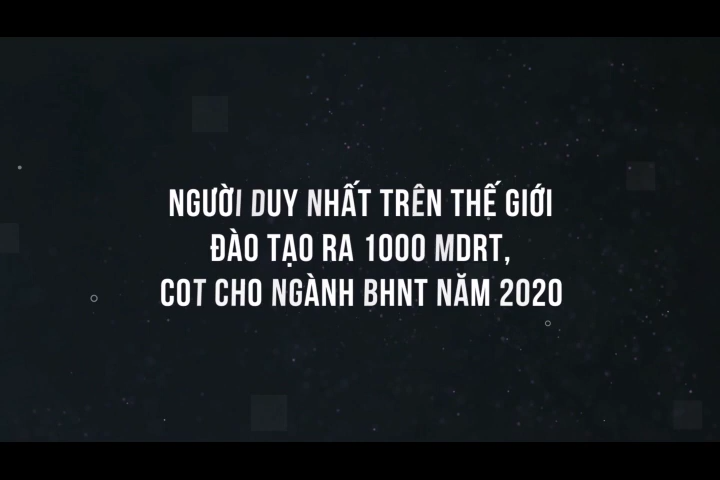 NGƯỜI DUY NHẤT TRÊN THẾ GIỚI
ĐÀO TẠO RA 1000 MDRT,
COT CHO NGÀNH BHNT NĂM 2020